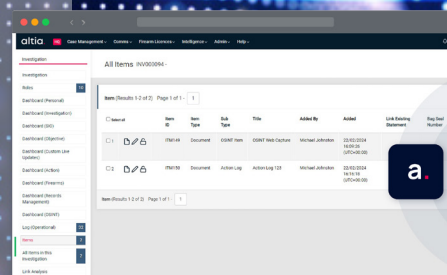 altia
Case Management
Comms
Firearm Licences
Intelligence
Admin
Help
Investigation
All Items INV003094 -
Investigation
Roles 10
Dashboard (Personal)
Dashboard (Investigation)
Dashboard (SIO)
Dashboard (Objective)
Dashboard (Custom Live
Updates)
Dashboard (Action)
Dashboard (Firearms)
Dashboard (Records
Management)
Dashboard (OSINT)
Log (Operational)
Items 2
All Items in this
Investigation
Link Analysis
Item (Results 1-2 of 2) Page 1 of 1 - 1
Select all
Item
ID
Item
Type
Sub
Type
Title
Added By
Added
Link Existing
Statement
Number
1 ITM149 Document OSINT Item OSINT Web Capture Michael Johnston 22/02/2024
(UTC+00:00)
2 ITM150 Document Action Log Action Log 123 Michael Johnston 22/02/2024
16:16:16
(UTC+00:00)
Item (Results 1-2 of 2) Page 1 of 1 - 1
a.